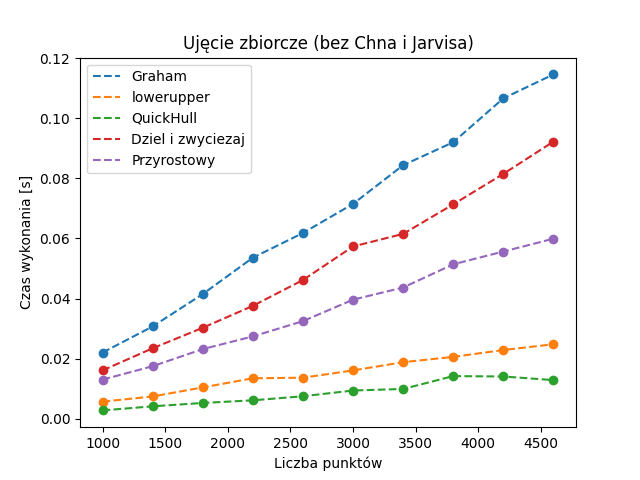 Ujęcie zbiorcze (bez Chna i Jarvisa)
Graham
lowerupper
QuickHull
Dziel i zwyciezaj
Przyrostowy
Czas wykonania [s]
0.12
0.10
0.08
0.06
0.04
0.02
0.00
1000 1500 2000 2500 3000 3500 4000 4500
Liczba punktów